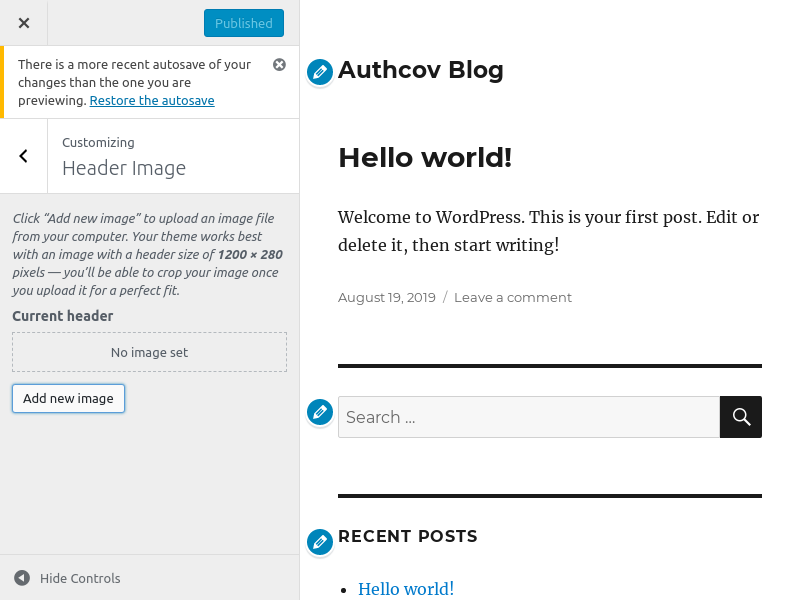 Published
There is a more recent autosave of your
changes than the one you are
previewing. Restore the autosave
Customizing
Header Image
Click “Add new image” to upload an image file
from your computer. Your theme works best
with an image with a header size of 1200 × 280
pixels — you’ll be able to crop your image once
you upload it for a perfect fit.
Current header
No image set
Add new image
Hide Controls
Authcov Blog
Hello world!
Welcome to WordPress. This is your first post. Edit or
delete it, then start writing!
August 19, 2019 / Leave a comment
Search …
RECENT POSTS
Hello world!